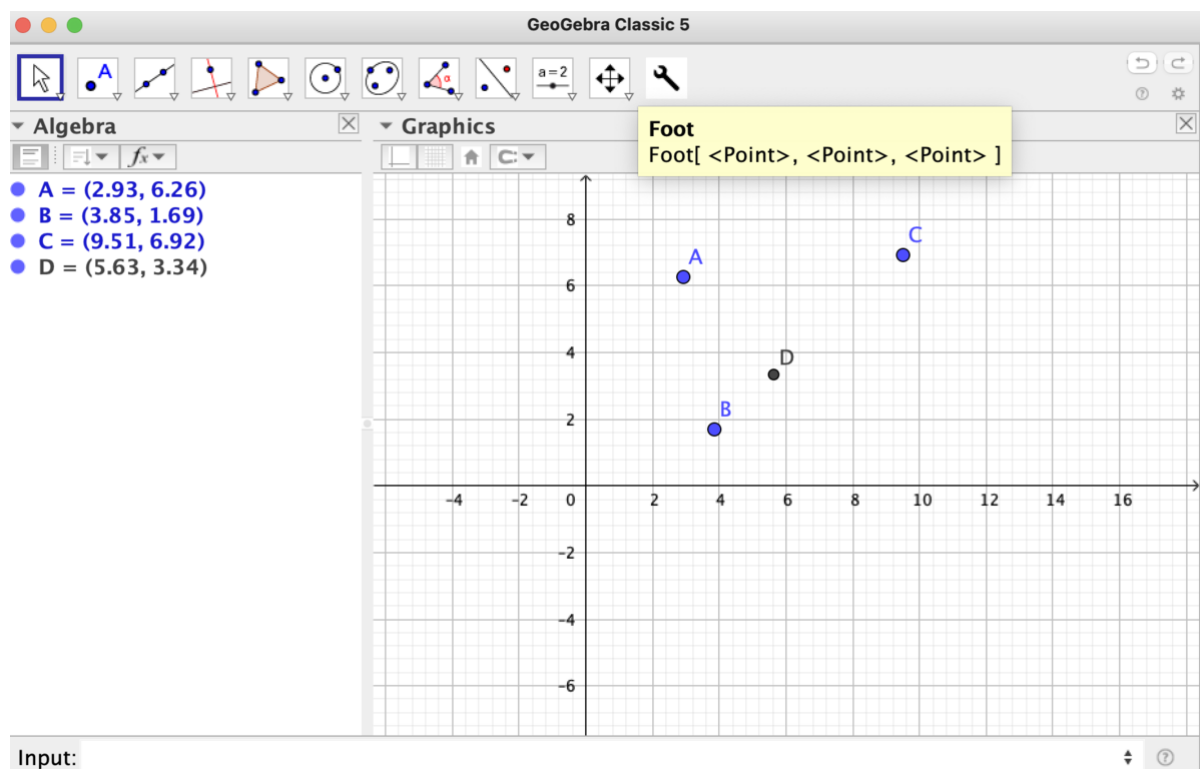 GeoGebra Classic 5
A
α
a=2
Algebra
Graphics
Foot
Foot[ <Point>, <Point>, <Point> ]
fx
A = (2.93, 6.26)
B = (3.85, 1.69)
C = (9.51, 6.92)
D = (5.63, 3.34)
8
C
A
6
4
D
B
2
-4 -2 0 2 4 6 8 10 12 14 16
-2
-4
-6
Input: